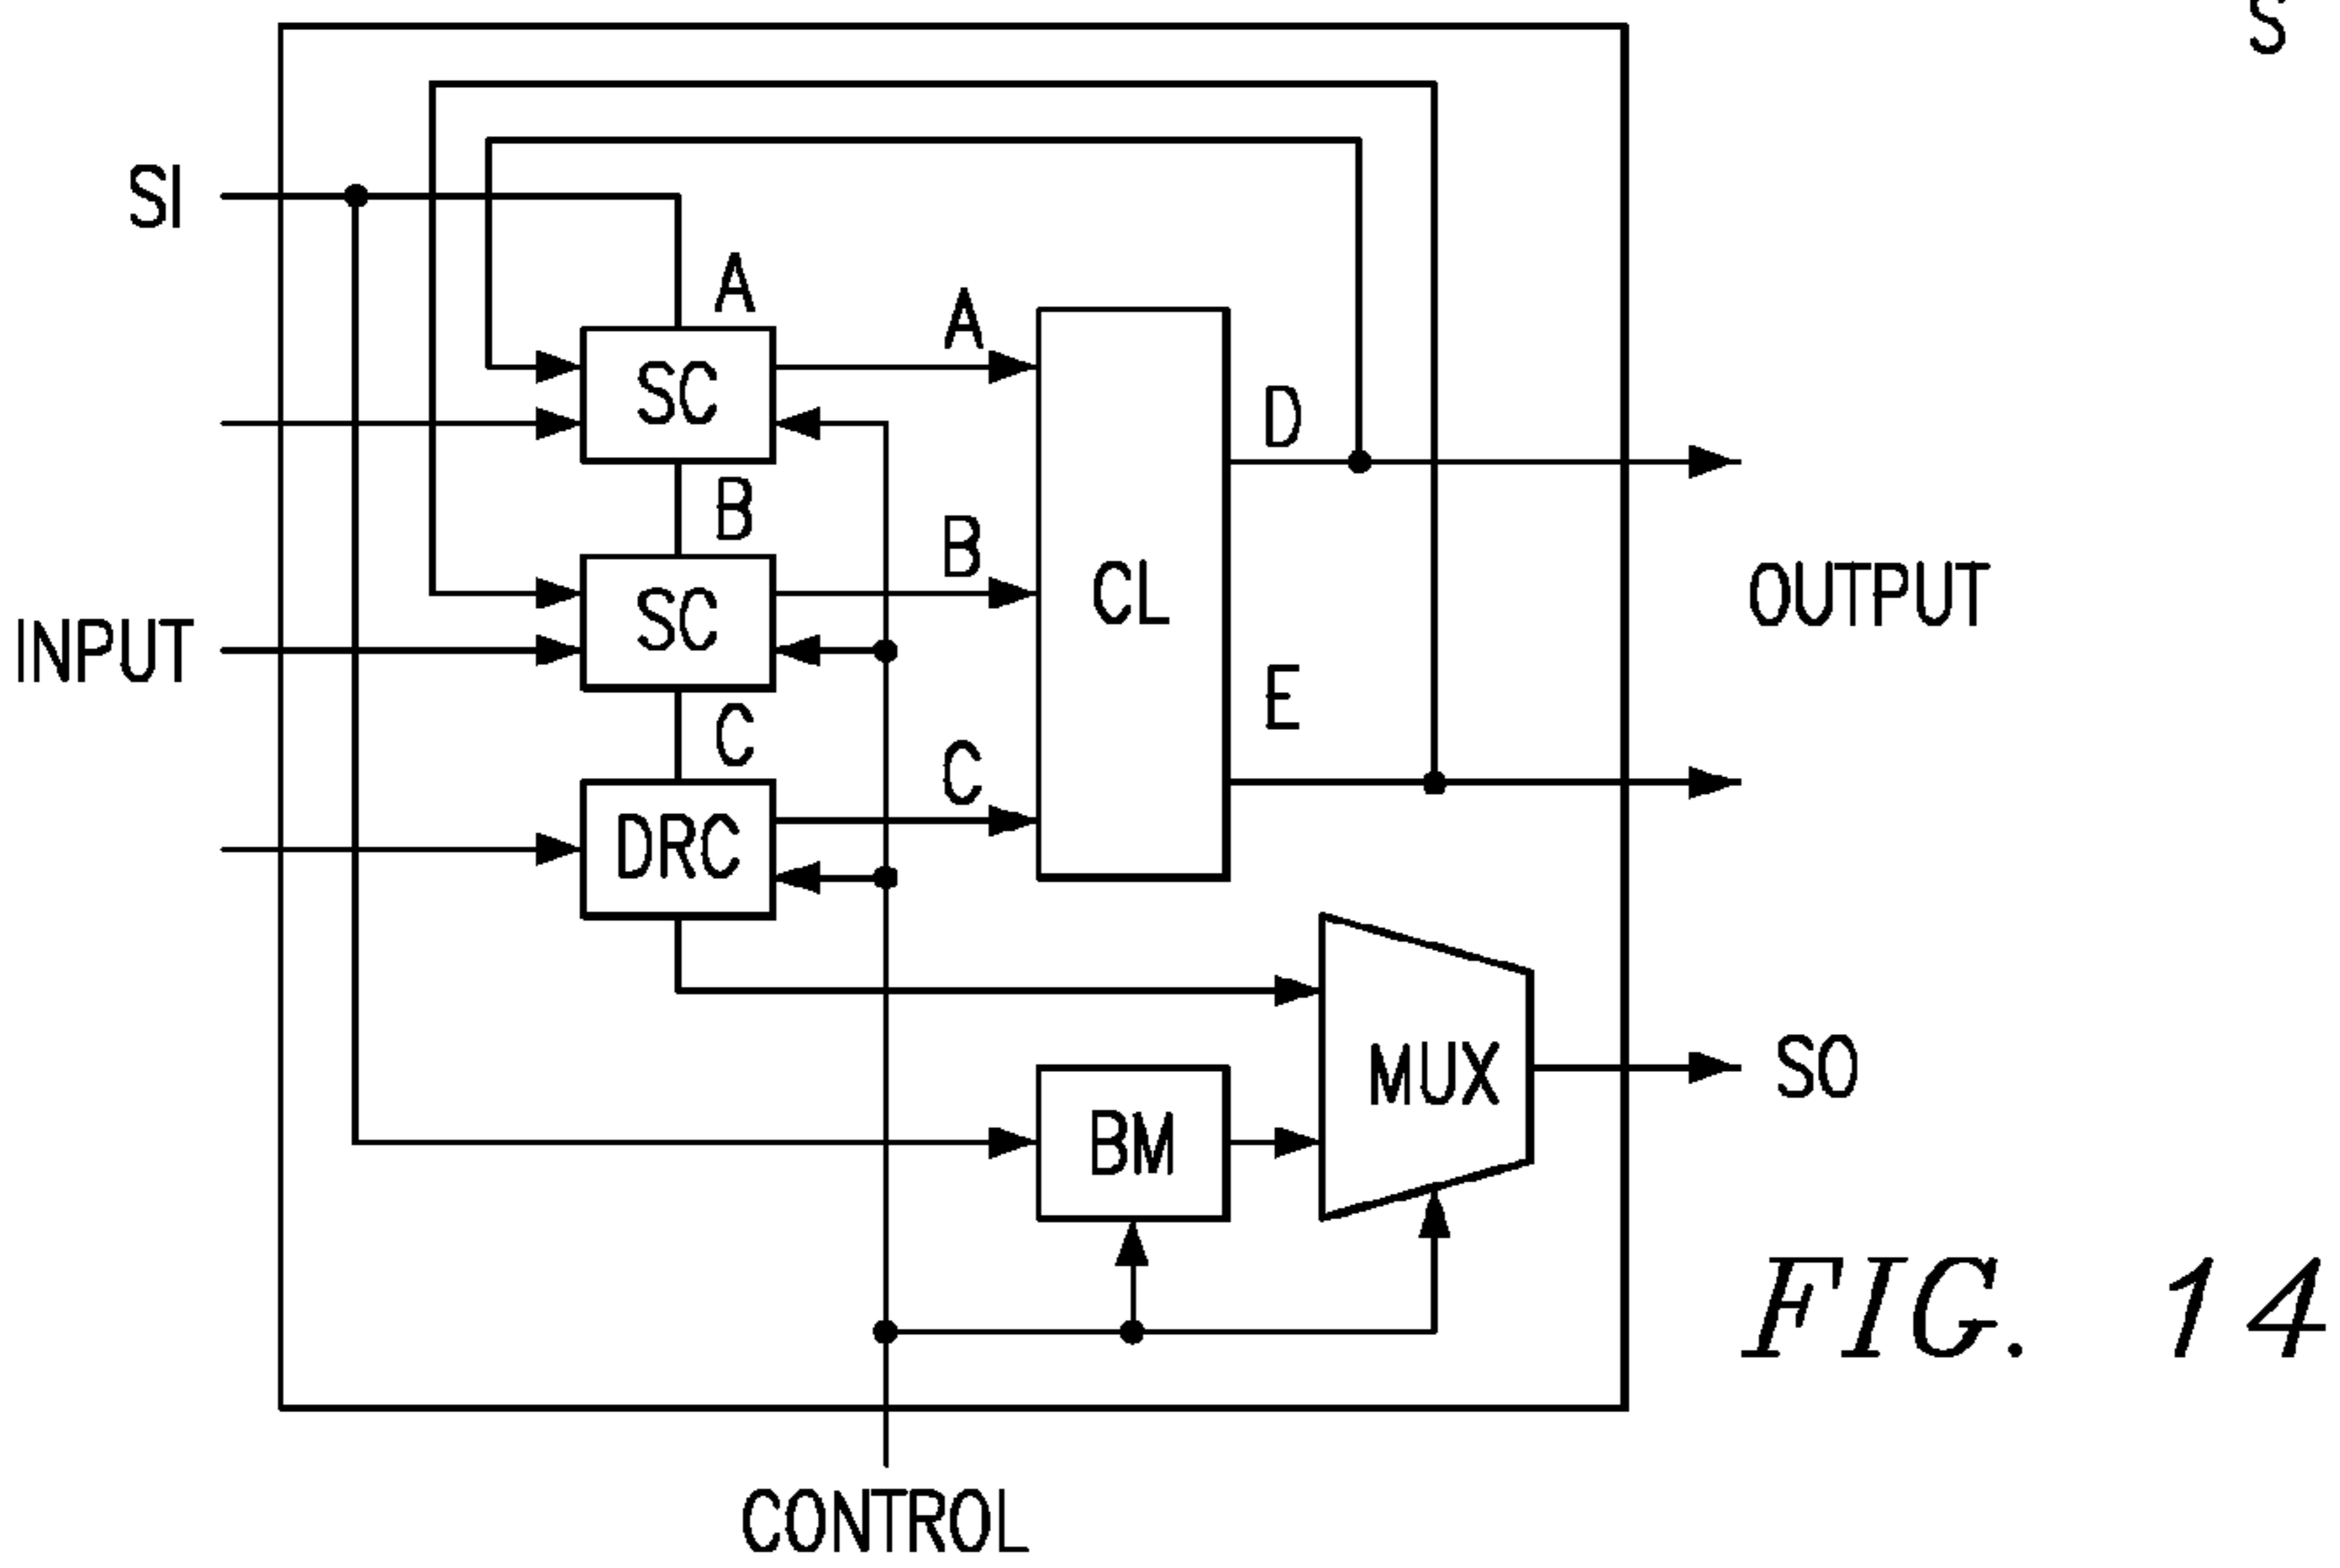 S
SI
A
A
SC
D
B
B
SC
CL
OUTPUT
INPUT
E
C
C
DRC
MUX
SO
BM
FIG. 14
CONTROL